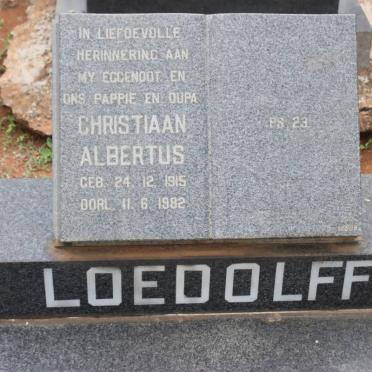 IN LIEFDEVOLLE
HERINNERING AAN
MY EGGENOOT EN
ONS PAPPIE EN OUPA
CHRISTIAAN
ALBERTUS
GEB. 24. 12. 1915
OORL. 11. 6. 1982
PS. 23.
LOEDOLFF